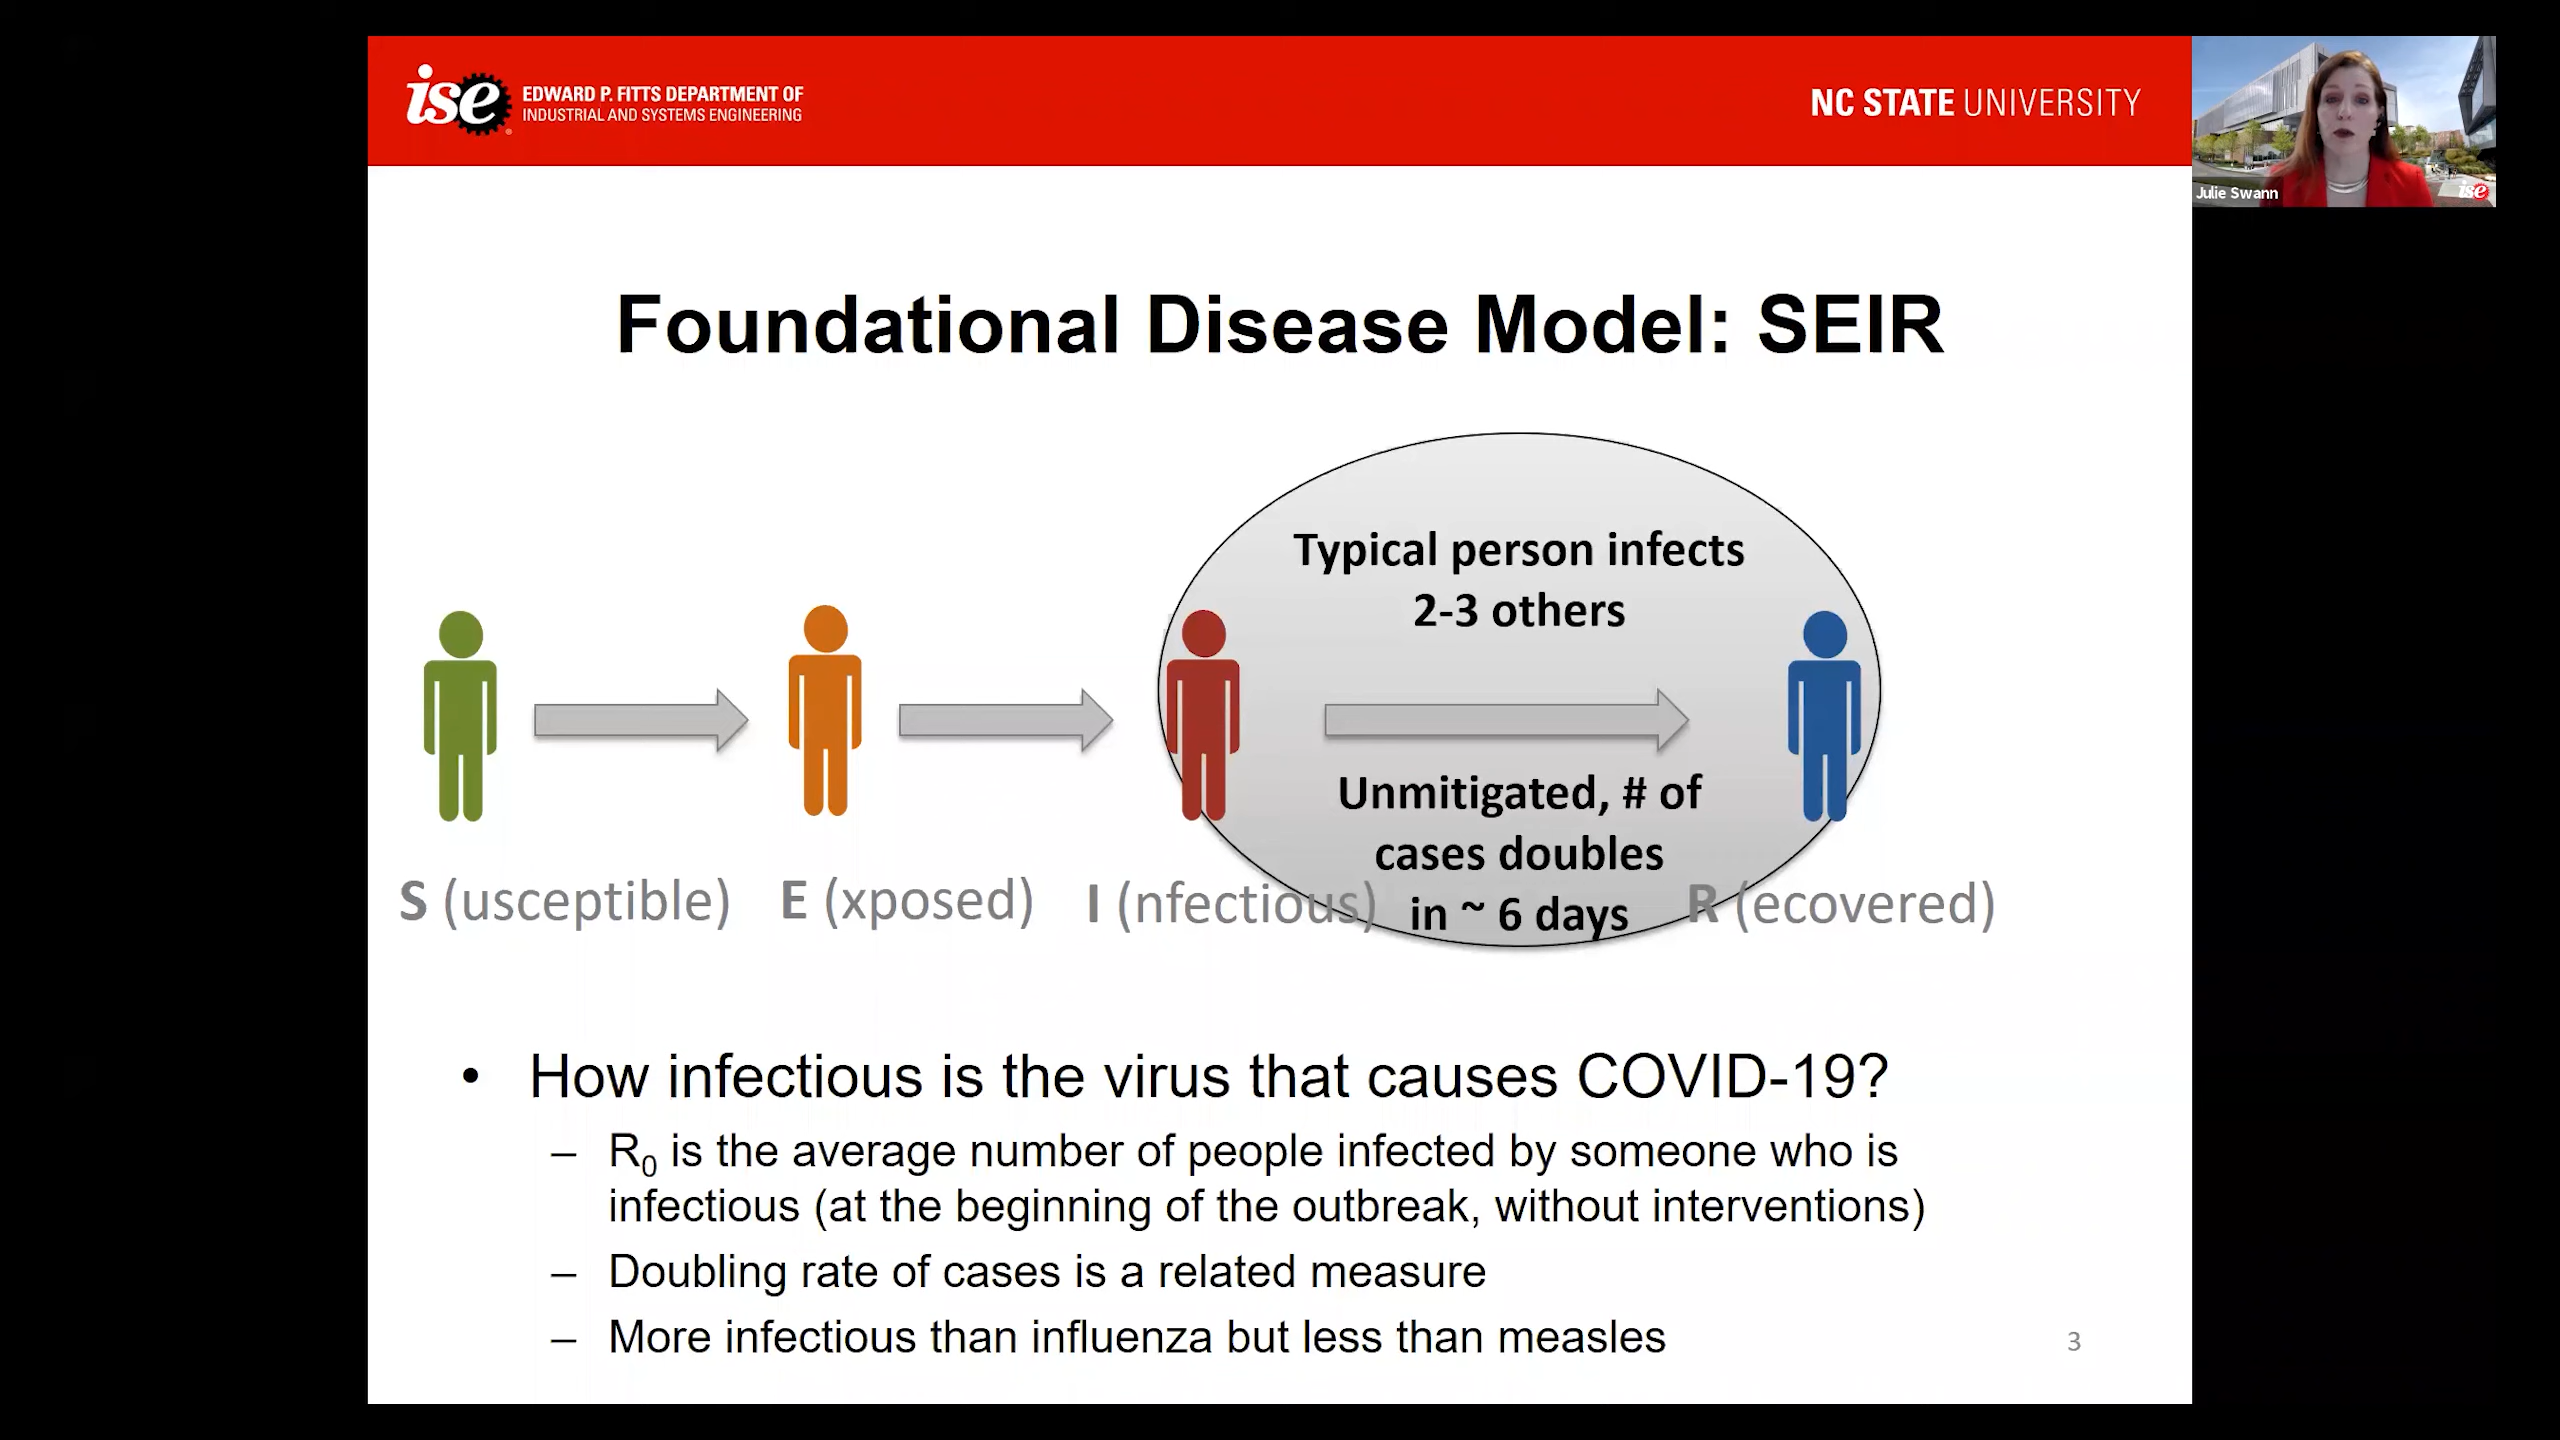 ise EDWARD P. FITTS DEPARTMENT OF
INDUSTRIAL AND SYSTEMS ENGINEERING
NC STATE UNIVERSITY
Julie Swann
ise
Foundational Disease Model: SEIR
Typical person infects
2-3 others
Unmitigated, # of
cases doubles
in ~ 6 days
S (usceptible)
E (xposed)
I (nfectious)
R (ecovered)
• How infectious is the virus that causes COVID-19?
– R₀ is the average number of people infected by someone who is
infectious (at the beginning of the outbreak, without interventions)
– Doubling rate of cases is a related measure
– More infectious than influenza but less than measles
3